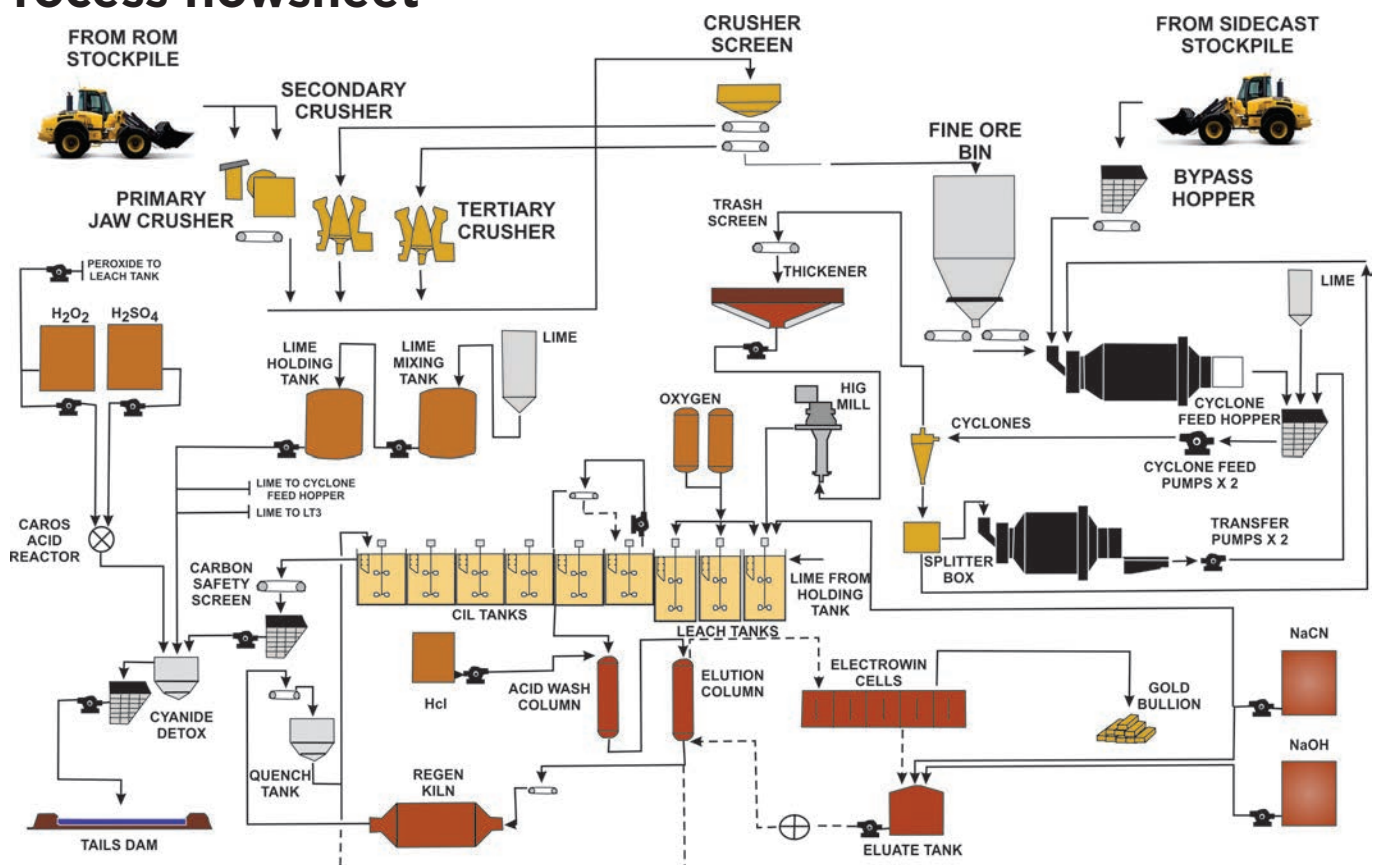 rocess flowsheet
FROM ROM
STOCKPILE
CRUSHER
SCREEN
FROM SIDECAST
STOCKPILE
SECONDARY
CRUSHER
FINE ORE
BIN
BYPASS
HOPPER
PRIMARY
JAW CRUSHER
TERTIARY
CRUSHER
TRASH
SCREEN
PEROXIDE TO
LEACH TANK
THICKENER
LIME
H2O2
H2SO4
LIME
HOLDING
TANK
LIME
MIXING
TANK
LIME
OXYGEN
HIG
MILL
CYCLONE
FEED HOPPER
CYCLONES
CYCLONE FEED
PUMPS X 2
LIME TO CYCLONE
FEED HOPPER
LIME TO LT3
CAROS
ACID
REACTOR
CARBON
SAFETY
SCREEN
TRANSFER
PUMPS X 2
SPLITTER
BOX
LIME FROM
HOLDING
TANK
CIL TANKS
LEACH TANKS
NaCN
Hcl
ACID WASH
COLUMN
ELUTION
COLUMN
ELECTROWIN
CELLS
GOLD
BULLION
CYANIDE
DETOX
NaOH
QUENCH
TANK
REGEN
KILN
TAILS DAM
ELUATE TANK